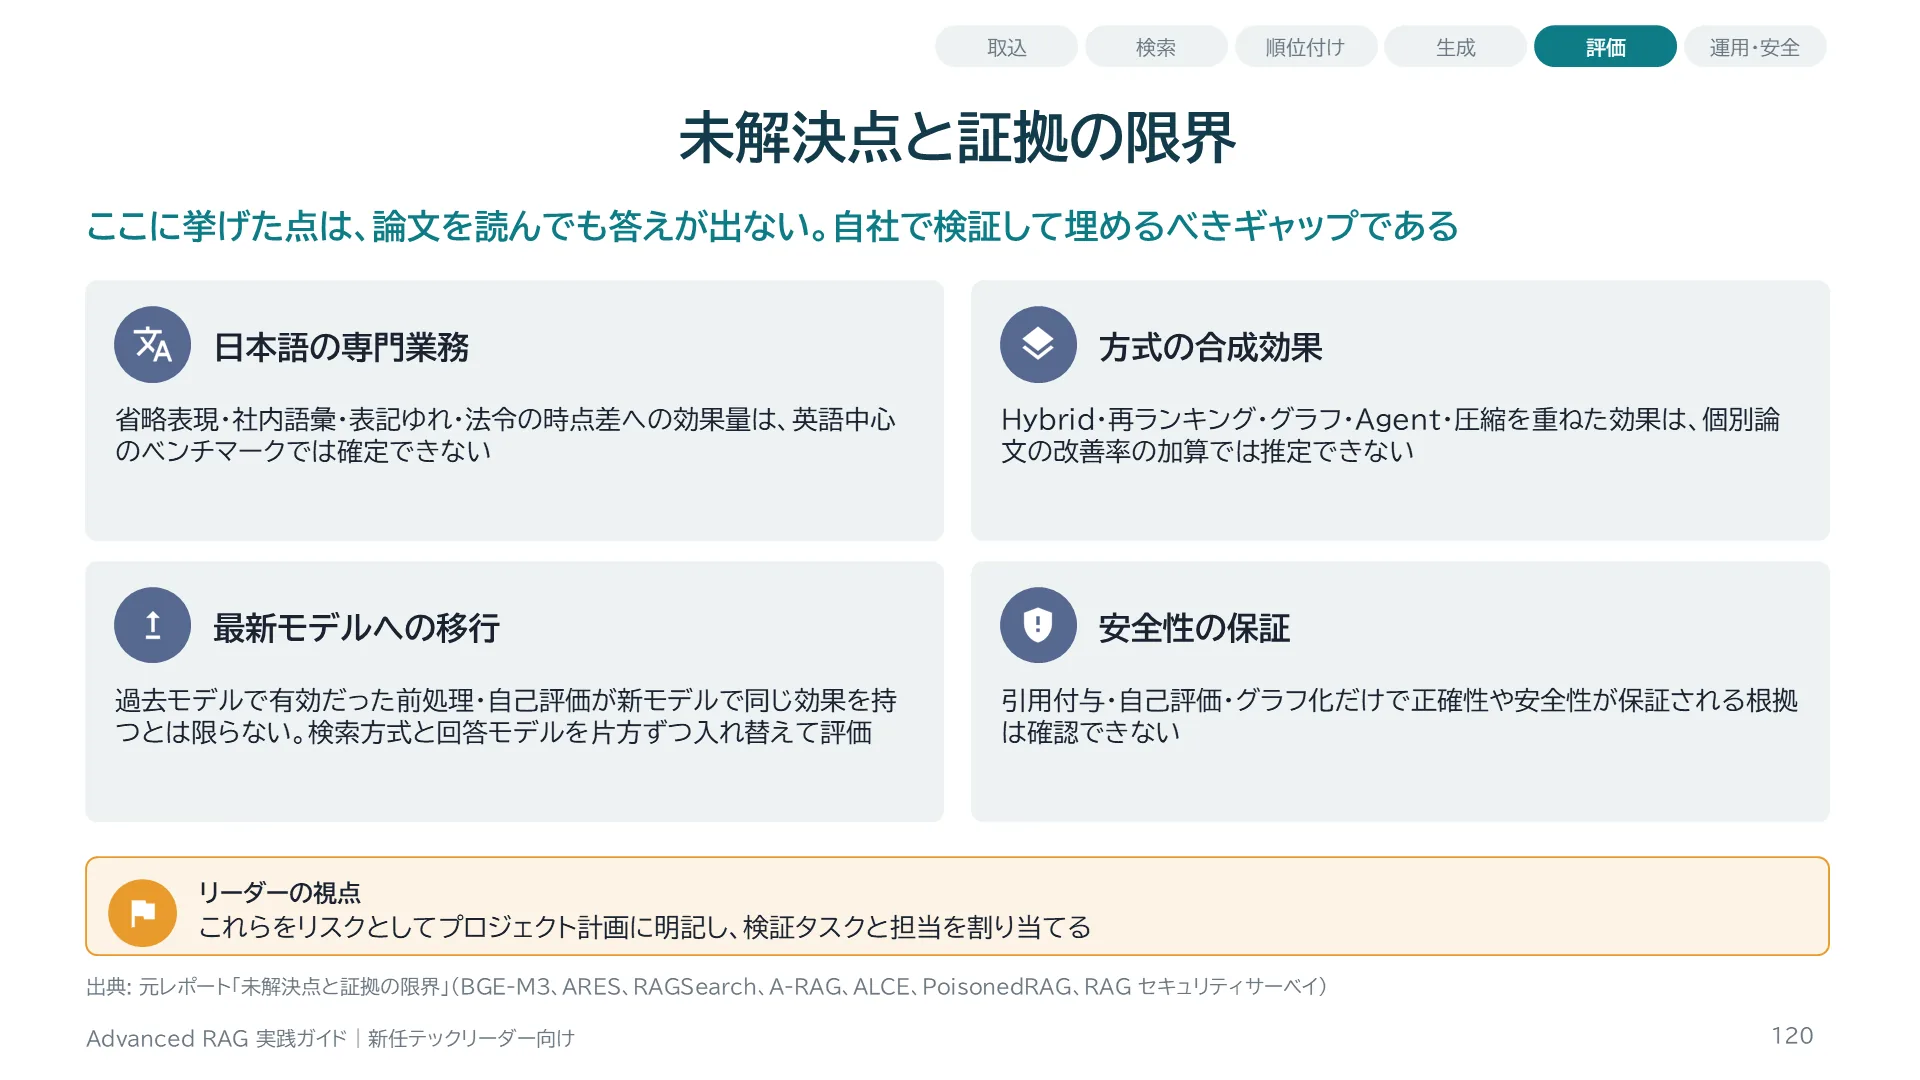 取込
検索
順位付け
生成
評価
運用・安全
未解決点と証拠の限界
ここに挙げた点は、論文を読んでも答えが出ない。自社で検証して埋めるべきギャップである
日本語の専門業務
省略表現・社内語彙・表記ゆれ・法令の時点差への効果量は、英語中心
のベンチマークでは確定できない
方式の合成効果
Hybrid・再ランキング・グラフ・Agent・圧縮を重ねた効果は、個別論
文の改善率の加算では推定できない
最新モデルへの移行
過去モデルで有効だった前処理・自己評価が新モデルで同じ効果を持
つとは限らない。検索方式と回答モデルを片方ずつ入れ替えて評価
安全性の保証
引用付与・自己評価・グラフ化だけで正確性や安全性が保証される根拠
は確認できない
リーダーの視点
これらをリスクとしてプロジェクト計画に明記し、検証タスクと担当を割り当てる
出典: 元レポート「未解決点と証拠の限界」（BGE-M3、ARES、RAGSearch、A-RAG、ALCE、PoisonedRAG、RAG セキュリティサーベイ）
Advanced RAG 実践ガイド｜新任テックリーダー向け
120